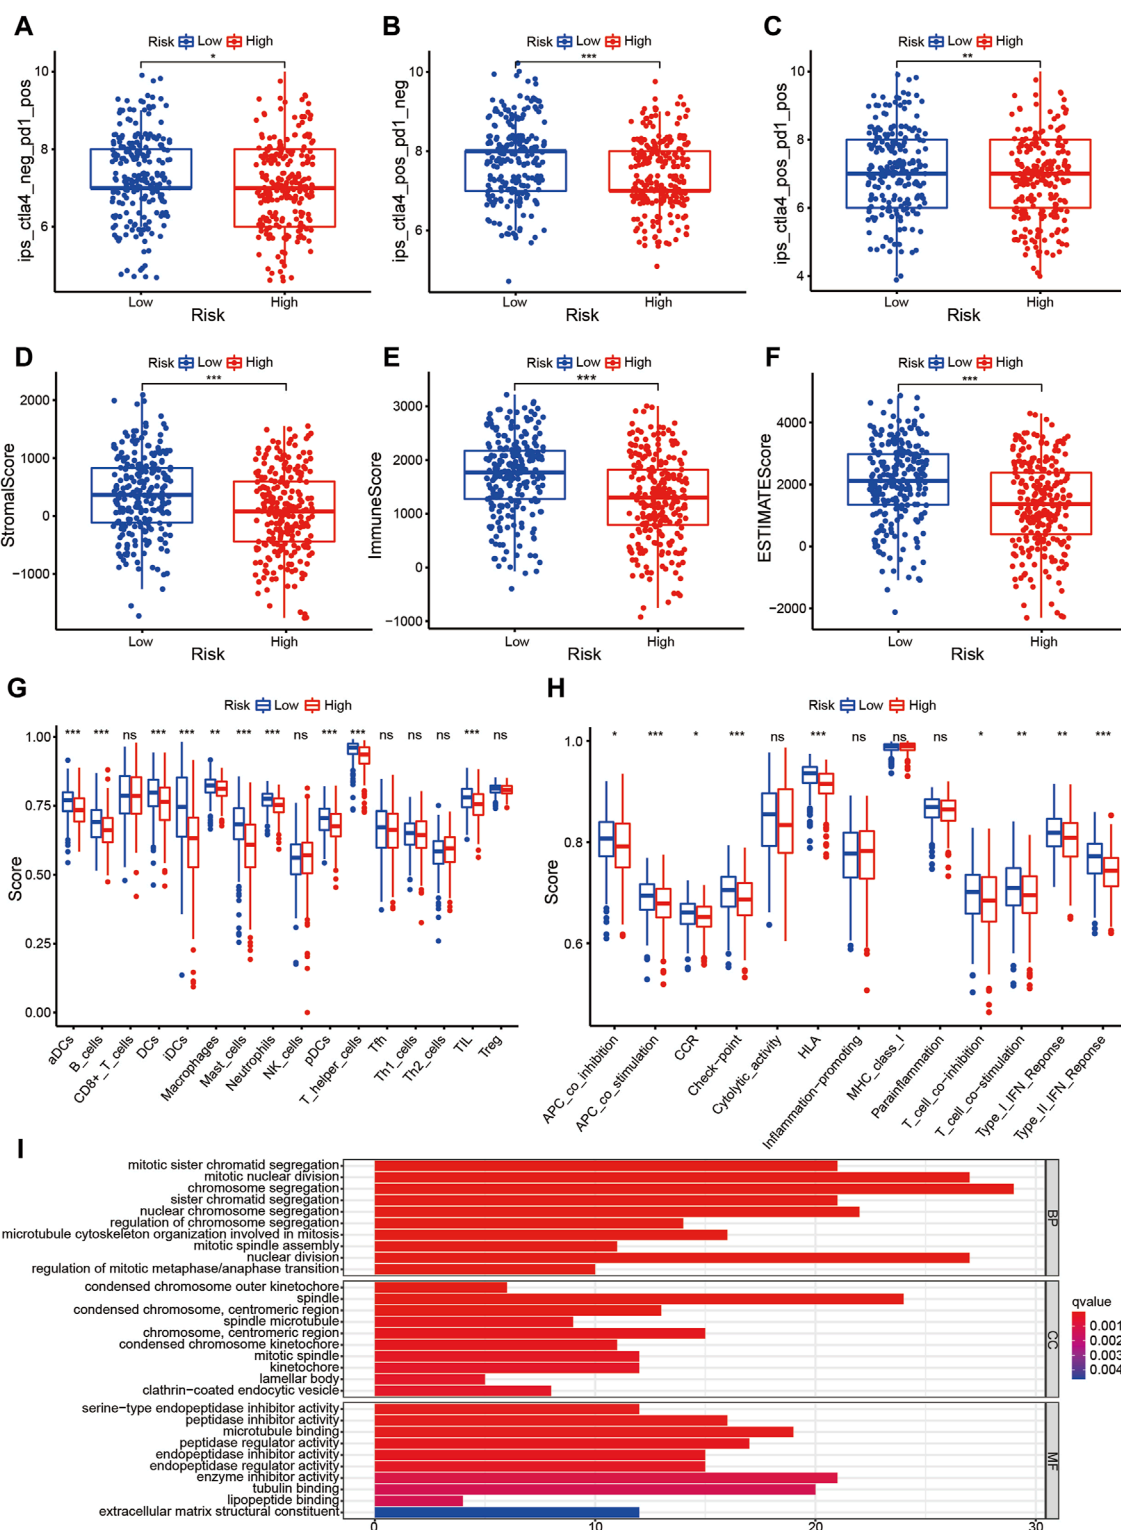 A
Risk Low High
*
ips_ctla4_neg_pd1_pos
10
8
6
Low High
Risk
B
Risk Low High
***
ips_ctla4_pos_pd1_neg
10
8
6
Low High
Risk
C
Risk Low High
**
ips_ctla4_pos_pd1_pos
10
8
6
4
Low High
Risk
D
Risk Low High
***
StromalScore
2000
1000
0
−1000
Low High
Risk
E
Risk Low High
***
ImmuneScore
3000
2000
1000
0
−1000
Low High
Risk
F
Risk Low High
***
ESTIMATEScore
4000
2000
0
−2000
Low High
Risk
G
Risk Low High
*** *** ns *** *** ** *** *** ns *** *** ns ns ns *** ns
Score
1.00
0.75
0.50
0.25
0.00
aDCs
B_cells
CD8+_T_cells
DCs
iDCs
Macrophages
Mast_cells
Neutrophils
NK_cells
pDCs
T_helper_cells
Tfh
Th1_cells
Th2_cells
TIL
Treg
H
Risk Low High
* *** * *** ns *** ns ns ns * ** ** ***
Score
1.0
0.8
0.6
APC_co_inhibition
APC_co_stimulation
CCR
Check−point
Cytolytic_activity
HLA
Inflammation−promoting
MHC_class_I
Parainflammation
T_cell_co−inhibition
T_cell_co−stimulation
Type_I_IFN_Reponse
Type_II_IFN_Reponse
I
mitotic sister chromatid segregation
mitotic nuclear division
chromosome segregation
sister chromatid segregation
nuclear chromosome segregation
regulation of chromosome segregation
microtubule cytoskeleton organization involved in mitosis
mitotic spindle assembly
nuclear division
regulation of mitotic metaphase/anaphase transition
BP
condensed chromosome outer kinetochore
spindle
condensed chromosome, centromeric region
spindle microtubule
chromosome, centromeric region
condensed chromosome kinetochore
mitotic spindle
kinetochore
lamellar body
clathrin−coated endocytic vesicle
CC
serine−type endopeptidase inhibitor activity
peptidase inhibitor activity
microtubule binding
peptidase regulator activity
endopeptidase inhibitor activity
endopeptidase regulator activity
enzyme inhibitor activity
tubulin binding
lipopeptide binding
extracellular matrix structural constituent
MF
0 10 20 30
qvalue
0.001
0.002
0.003
0.004